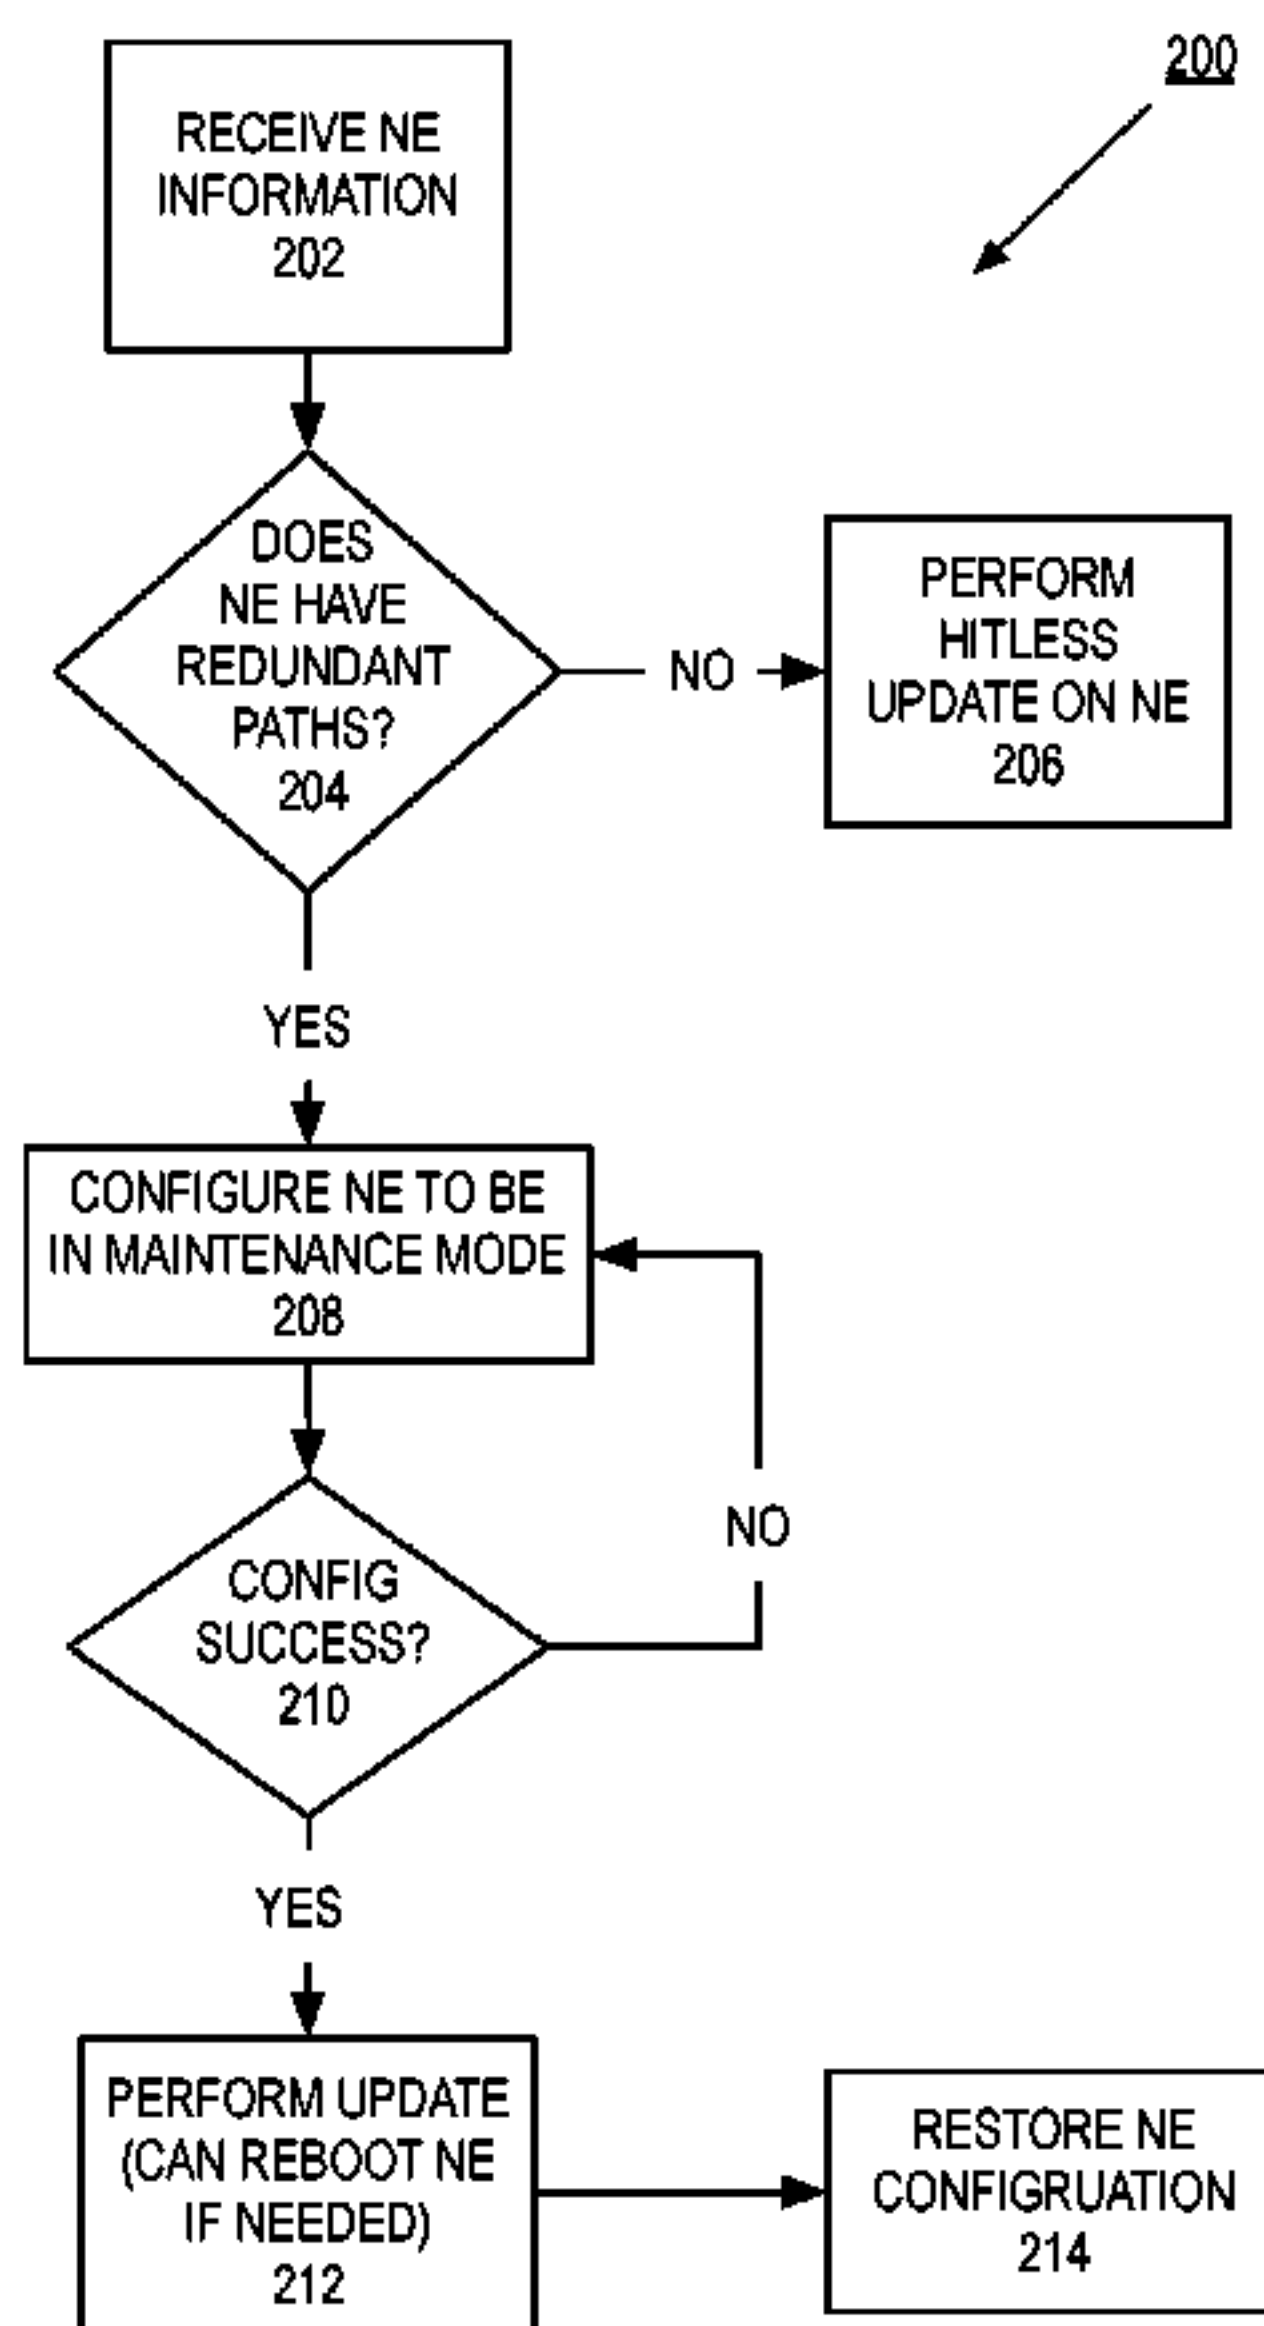 200
RECEIVE NE
INFORMATION
202
DOES
NE HAVE
REDUNDANT
PATHS?
204
NO
PERFORM
HITLESS
UPDATE ON NE
206
YES
CONFIGURE NE TO BE
IN MAINTENANCE MODE
208
NO
CONFIG
SUCCESS?
210
YES
PERFORM UPDATE
(CAN REBOOT NE
IF NEEDED)
212
RESTORE NE
CONFIGRUATION
214